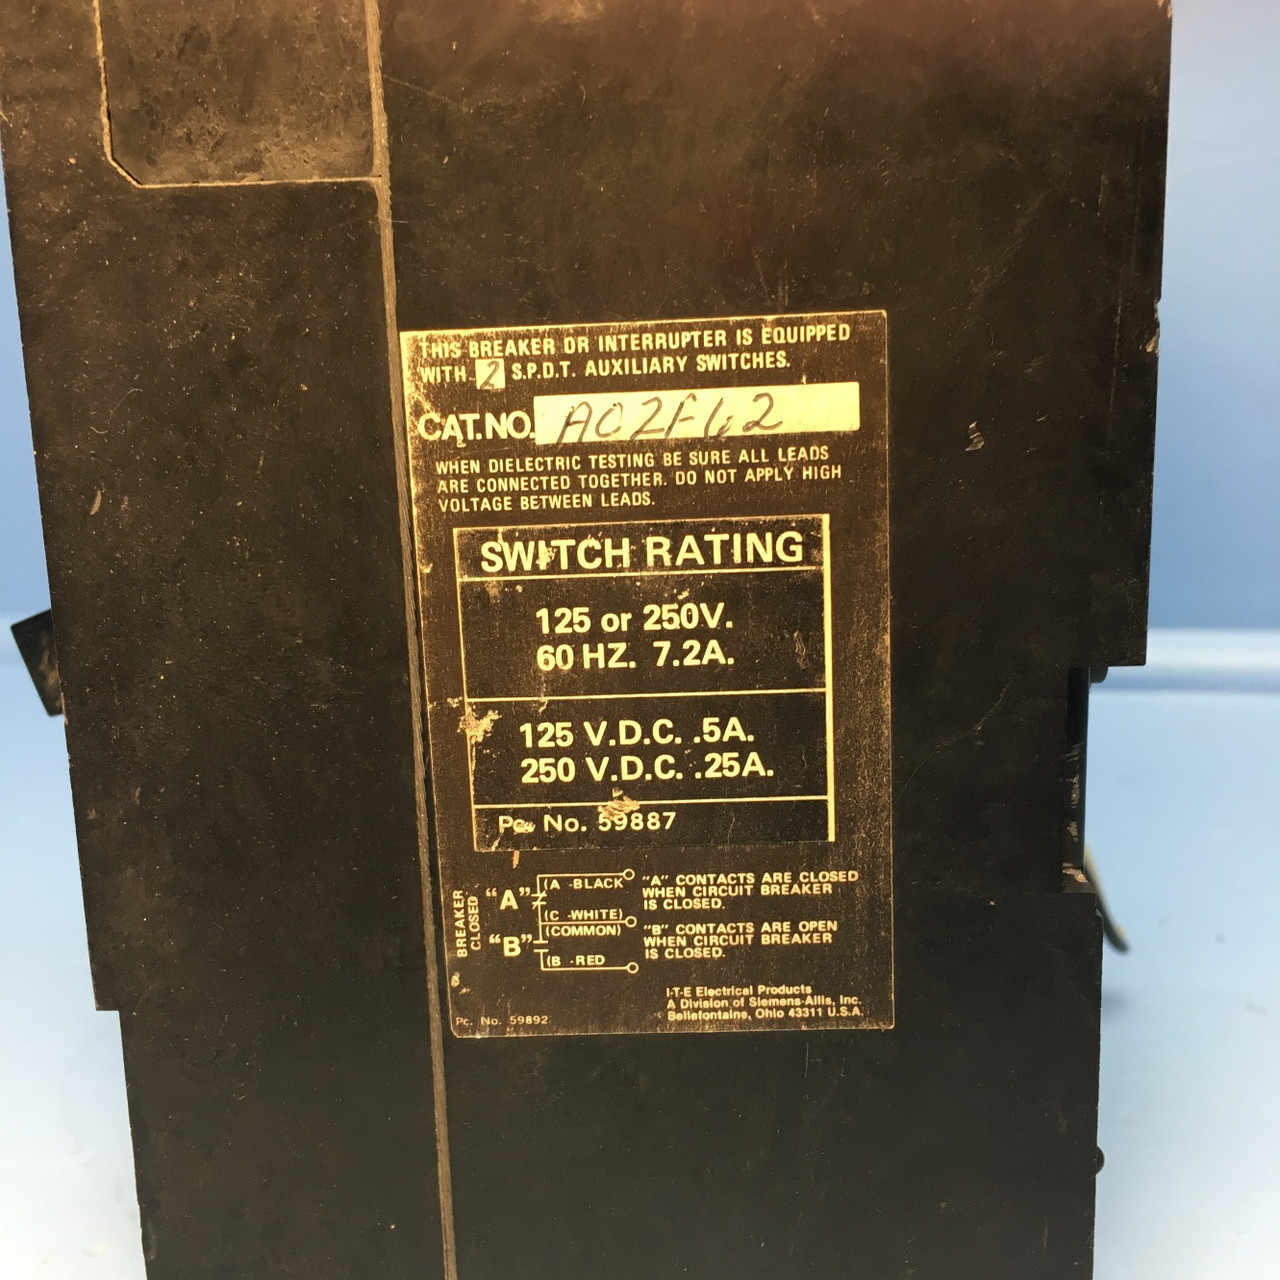 THIS BREAKER OR INTERRUPTER IS EQUIPPED
WITH 2 S.P.D.T. AUXILIARY SWITCHES.
CAT. NO. A02FL2
WHEN DIELECTRIC TESTING BE SURE ALL LEADS
ARE CONNECTED TOGETHER. DO NOT APPLY HIGH
VOLTAGE BETWEEN LEADS.
SWITCH RATING
125 or 250V.
60 HZ. 7.2A.
125 V.D.C. .5A.
250 V.D.C. .25A.
Pc. No. 59887
BREAKER
CLOSED
"A"
(A -BLACK
(C -WHITE)
(COMMON)
"B"
(B -RED
"A" CONTACTS ARE CLOSED
WHEN CIRCUIT BREAKER
IS CLOSED.
"B" CONTACTS ARE OPEN
WHEN CIRCUIT BREAKER
IS CLOSED.
I-T-E Electrical Products
A Division of Siemens-Allis, Inc.
Bellefontaine, Ohio 43311 U.S.A.
Pc. No. 59892